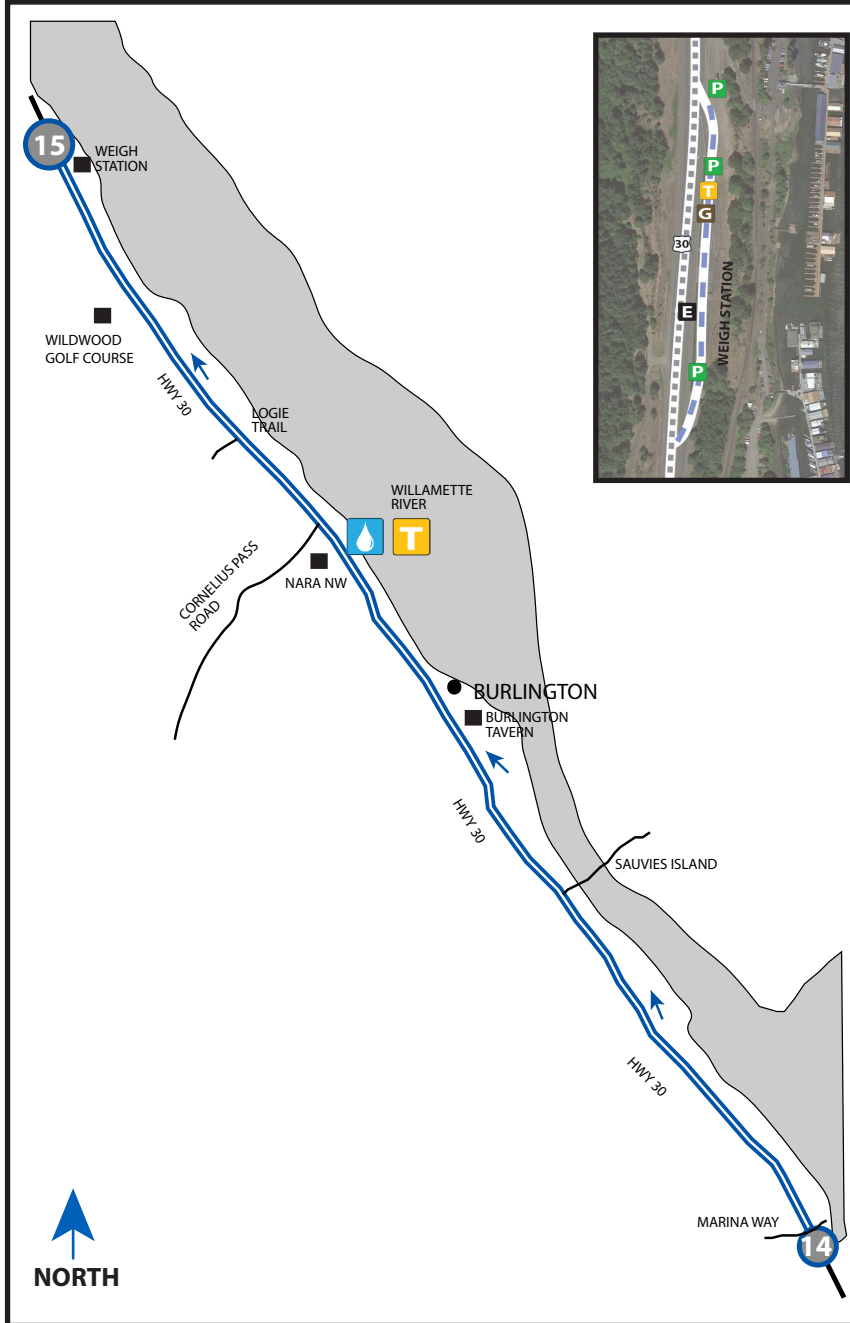 15
WEIGH
STATION
WILDWOOD
GOLF COURSE
HWY 30
LOGIE
TRAIL
WILLAMETTE
RIVER
T
CORNELIUS PASS
ROAD
NARA NW
BURLINGTON
BURLINGTON
TAVERN
HWY 30
SAUVIES ISLAND
HWY 30
MARINA WAY
14
NORTH
P
P
T
G
30
E
WEIGH STATION
P